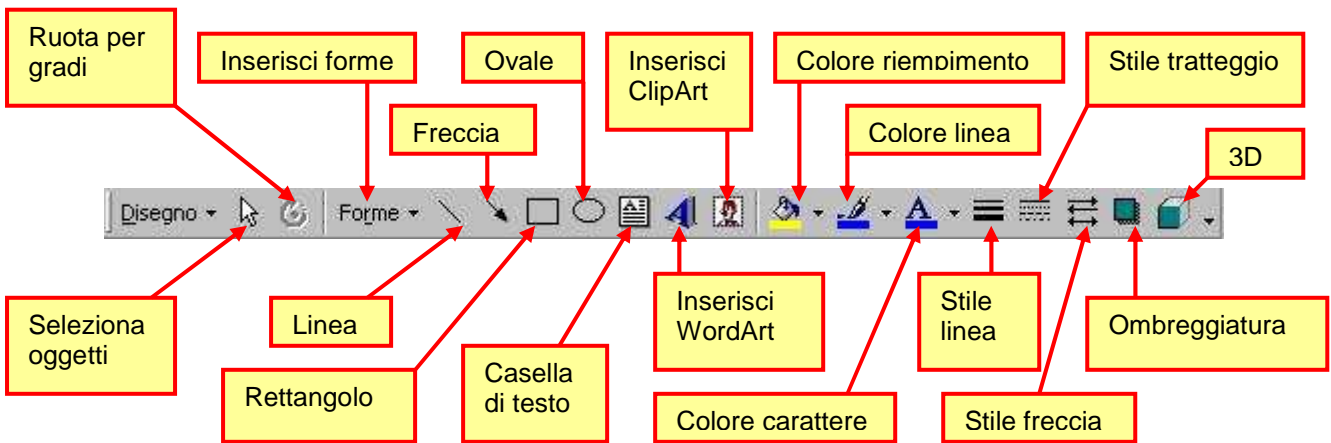 Ruota per
gradi
Inserisci forme
Ovale
Inserisci
ClipArt
Colore riempimento
Stile tratteggio
Freccia
Colore linea
3D
Disegno
Forme
Seleziona
oggetti
Linea
Rettangolo
Casella
di testo
Inserisci
WordArt
Colore carattere
Stile
linea
Stile freccia
Ombreggiatura